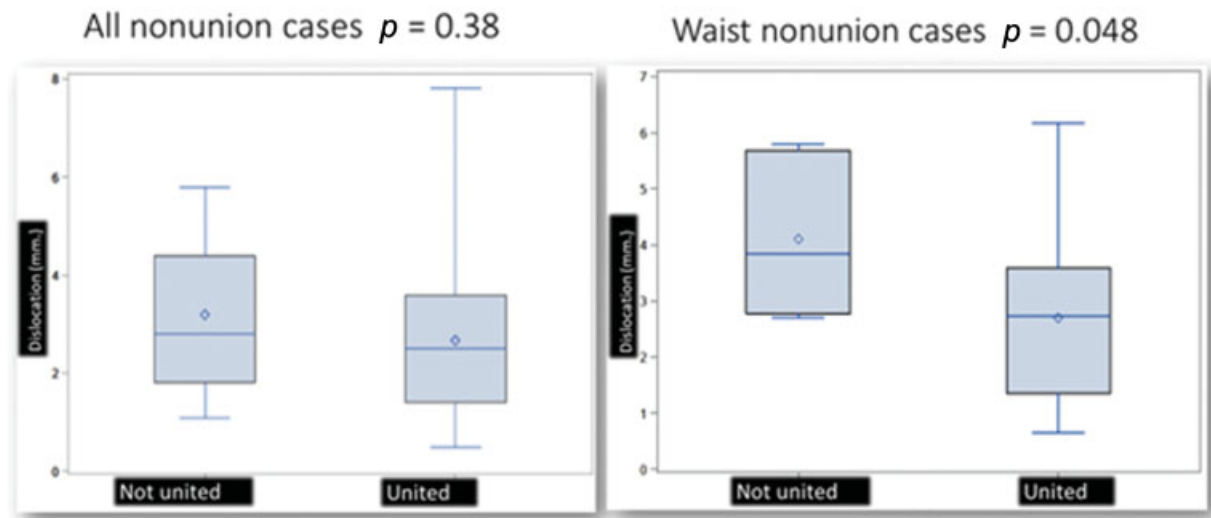 All nonunion cases p = 0.38
8
6
4
2
0
Dislocation (mm.)
Not united
United
Waist nonunion cases p = 0.048
7
6
5
4
3
2
1
0
Dislocation (mm.)
Not united
United